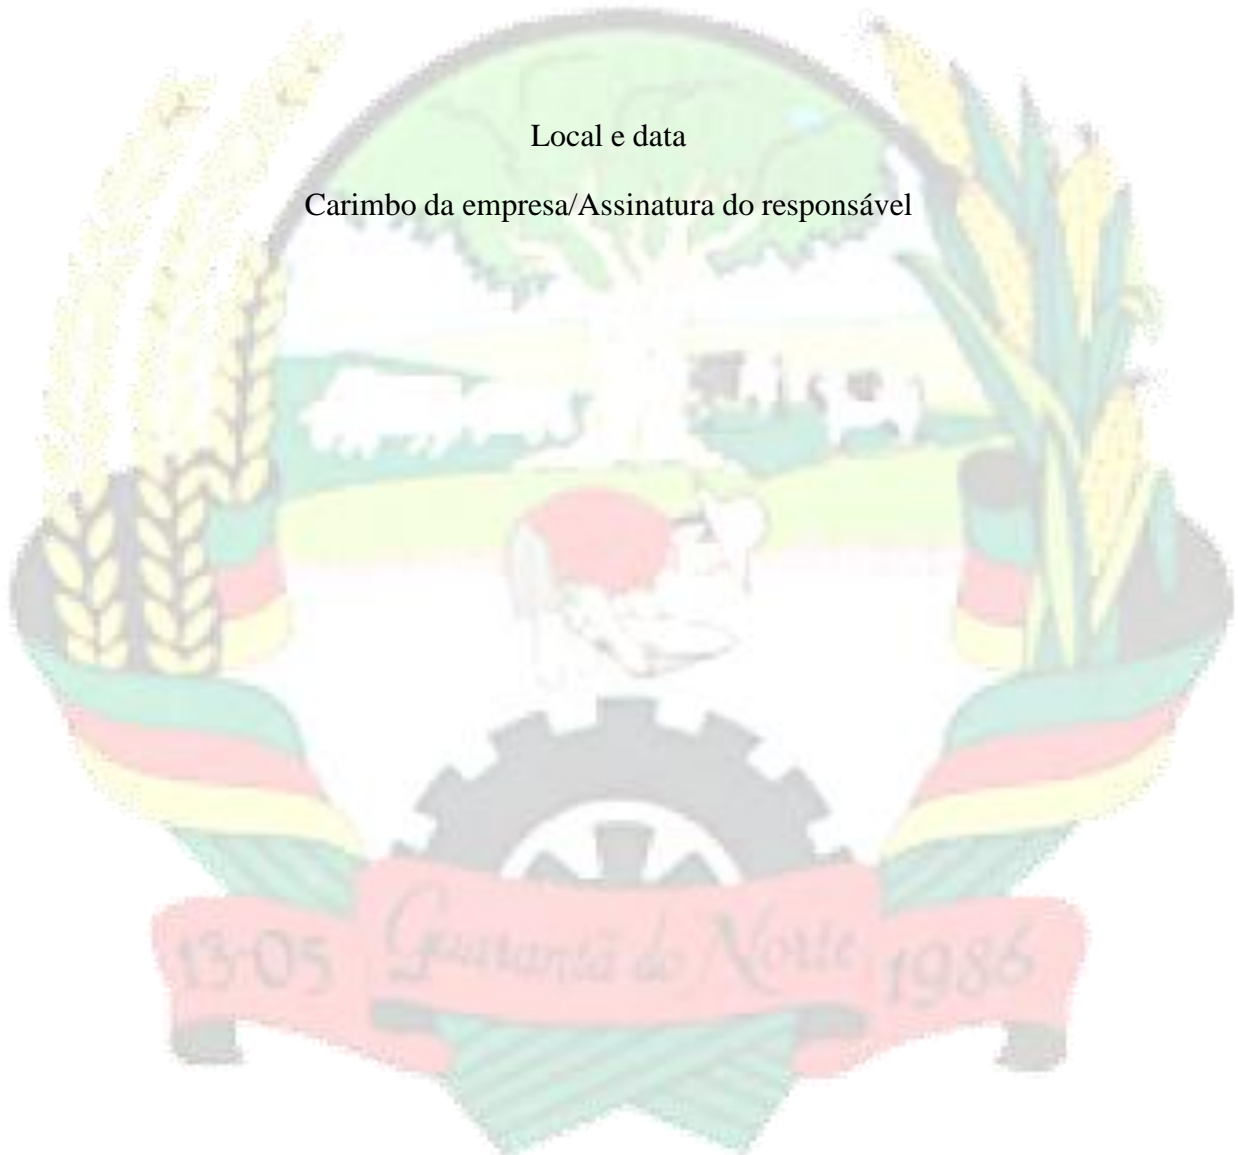 Local e data
Carimbo da empresa/Assinatura do responsável
13-05 Guarantã do Norte 1986